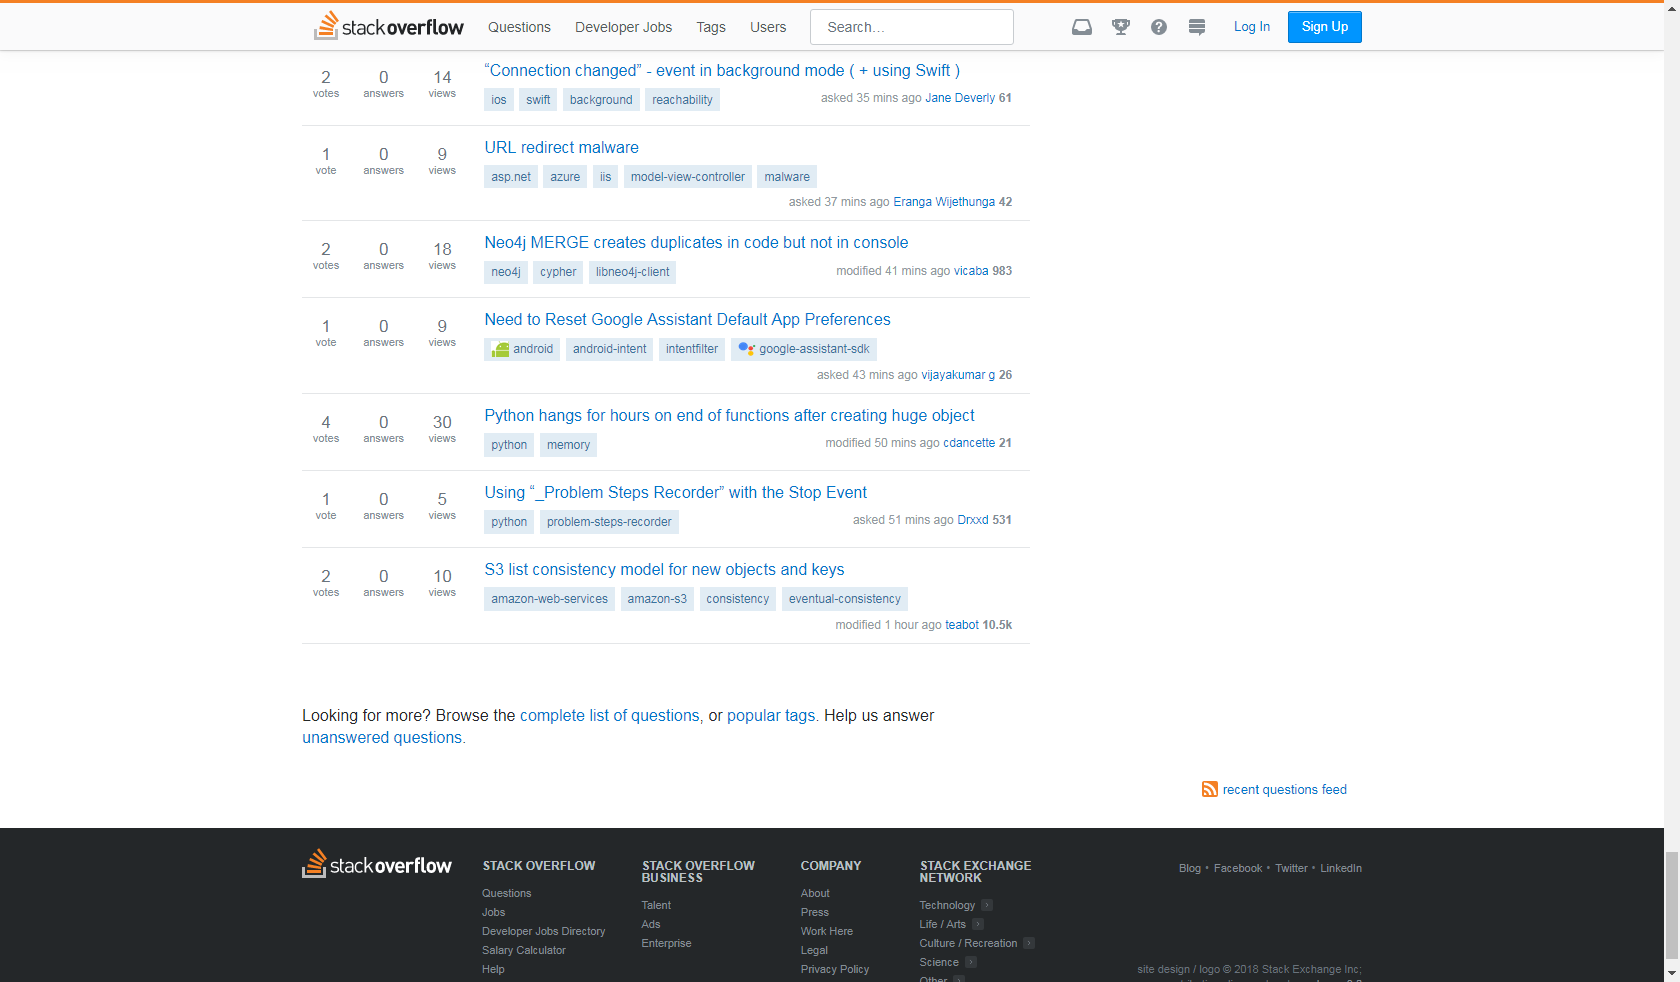 stackoverflow Questions Developer Jobs Tags Users Search... Log In Sign Up
2 votes 0 answers 14 views
“Connection changed” - event in background mode ( + using Swift )
ios swift background reachability
asked 35 mins ago Jane Deverly 61
1 vote 0 answers 9 views
URL redirect malware
asp.net azure iis model-view-controller malware
asked 37 mins ago Eranga Wijethunga 42
2 votes 0 answers 18 views
Neo4j MERGE creates duplicates in code but not in console
neo4j cypher libneo4j-client
modified 41 mins ago vicaba 983
1 vote 0 answers 9 views
Need to Reset Google Assistant Default App Preferences
android android-intent intentfilter google-assistant-sdk
asked 43 mins ago vijayakumar g 26
4 votes 0 answers 30 views
Python hangs for hours on end of functions after creating huge object
python memory
modified 50 mins ago cdancette 21
1 vote 0 answers 5 views
Using “_Problem Steps Recorder” with the Stop Event
python problem-steps-recorder
asked 51 mins ago Drxxd 531
2 votes 0 answers 10 views
S3 list consistency model for new objects and keys
amazon-web-services amazon-s3 consistency eventual-consistency
modified 1 hour ago teabot 10.5k
Looking for more? Browse the complete list of questions, or popular tags. Help us answer
unanswered questions.
recent questions feed
stackoverflow
STACK OVERFLOW
Questions
Jobs
Developer Jobs Directory
Salary Calculator
Help
STACK OVERFLOW
BUSINESS
Talent
Ads
Enterprise
COMPANY
About
Press
Work Here
Legal
Privacy Policy
STACK EXCHANGE
NETWORK
Technology
Life / Arts
Culture / Recreation
Science
Other
Blog • Facebook • Twitter • LinkedIn
site design / logo © 2018 Stack Exchange Inc;